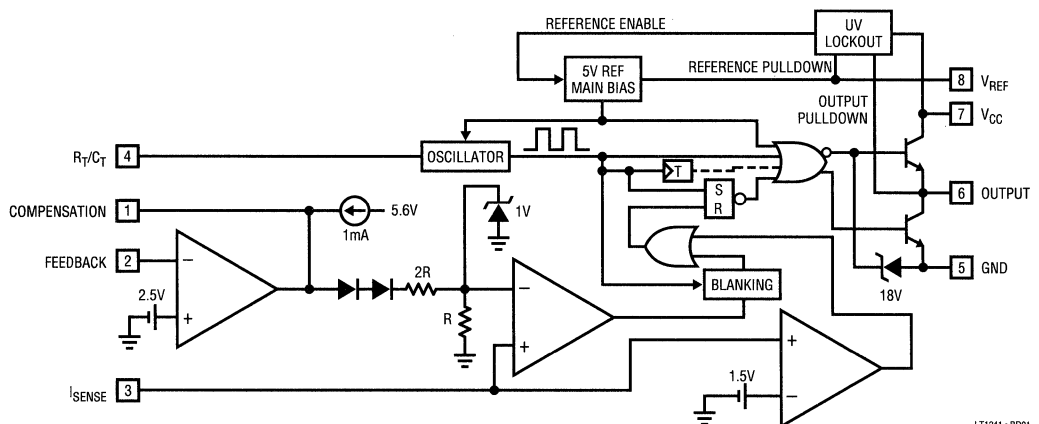 REFERENCE ENABLE
UV
LOCKOUT
5V REF
MAIN BIAS
REFERENCE PULLDOWN
8 VREF
OUTPUT
PULLDOWN
7 VCC
RT/CT 4
OSCILLATOR
T
S
R
6 OUTPUT
COMPENSATION 1
5.6V
1mA
1V
FEEDBACK 2
−
2R
5 GND
18V
BLANKING
2.5V
+
R
−
+
+
ISENSE 3
1.5V
−